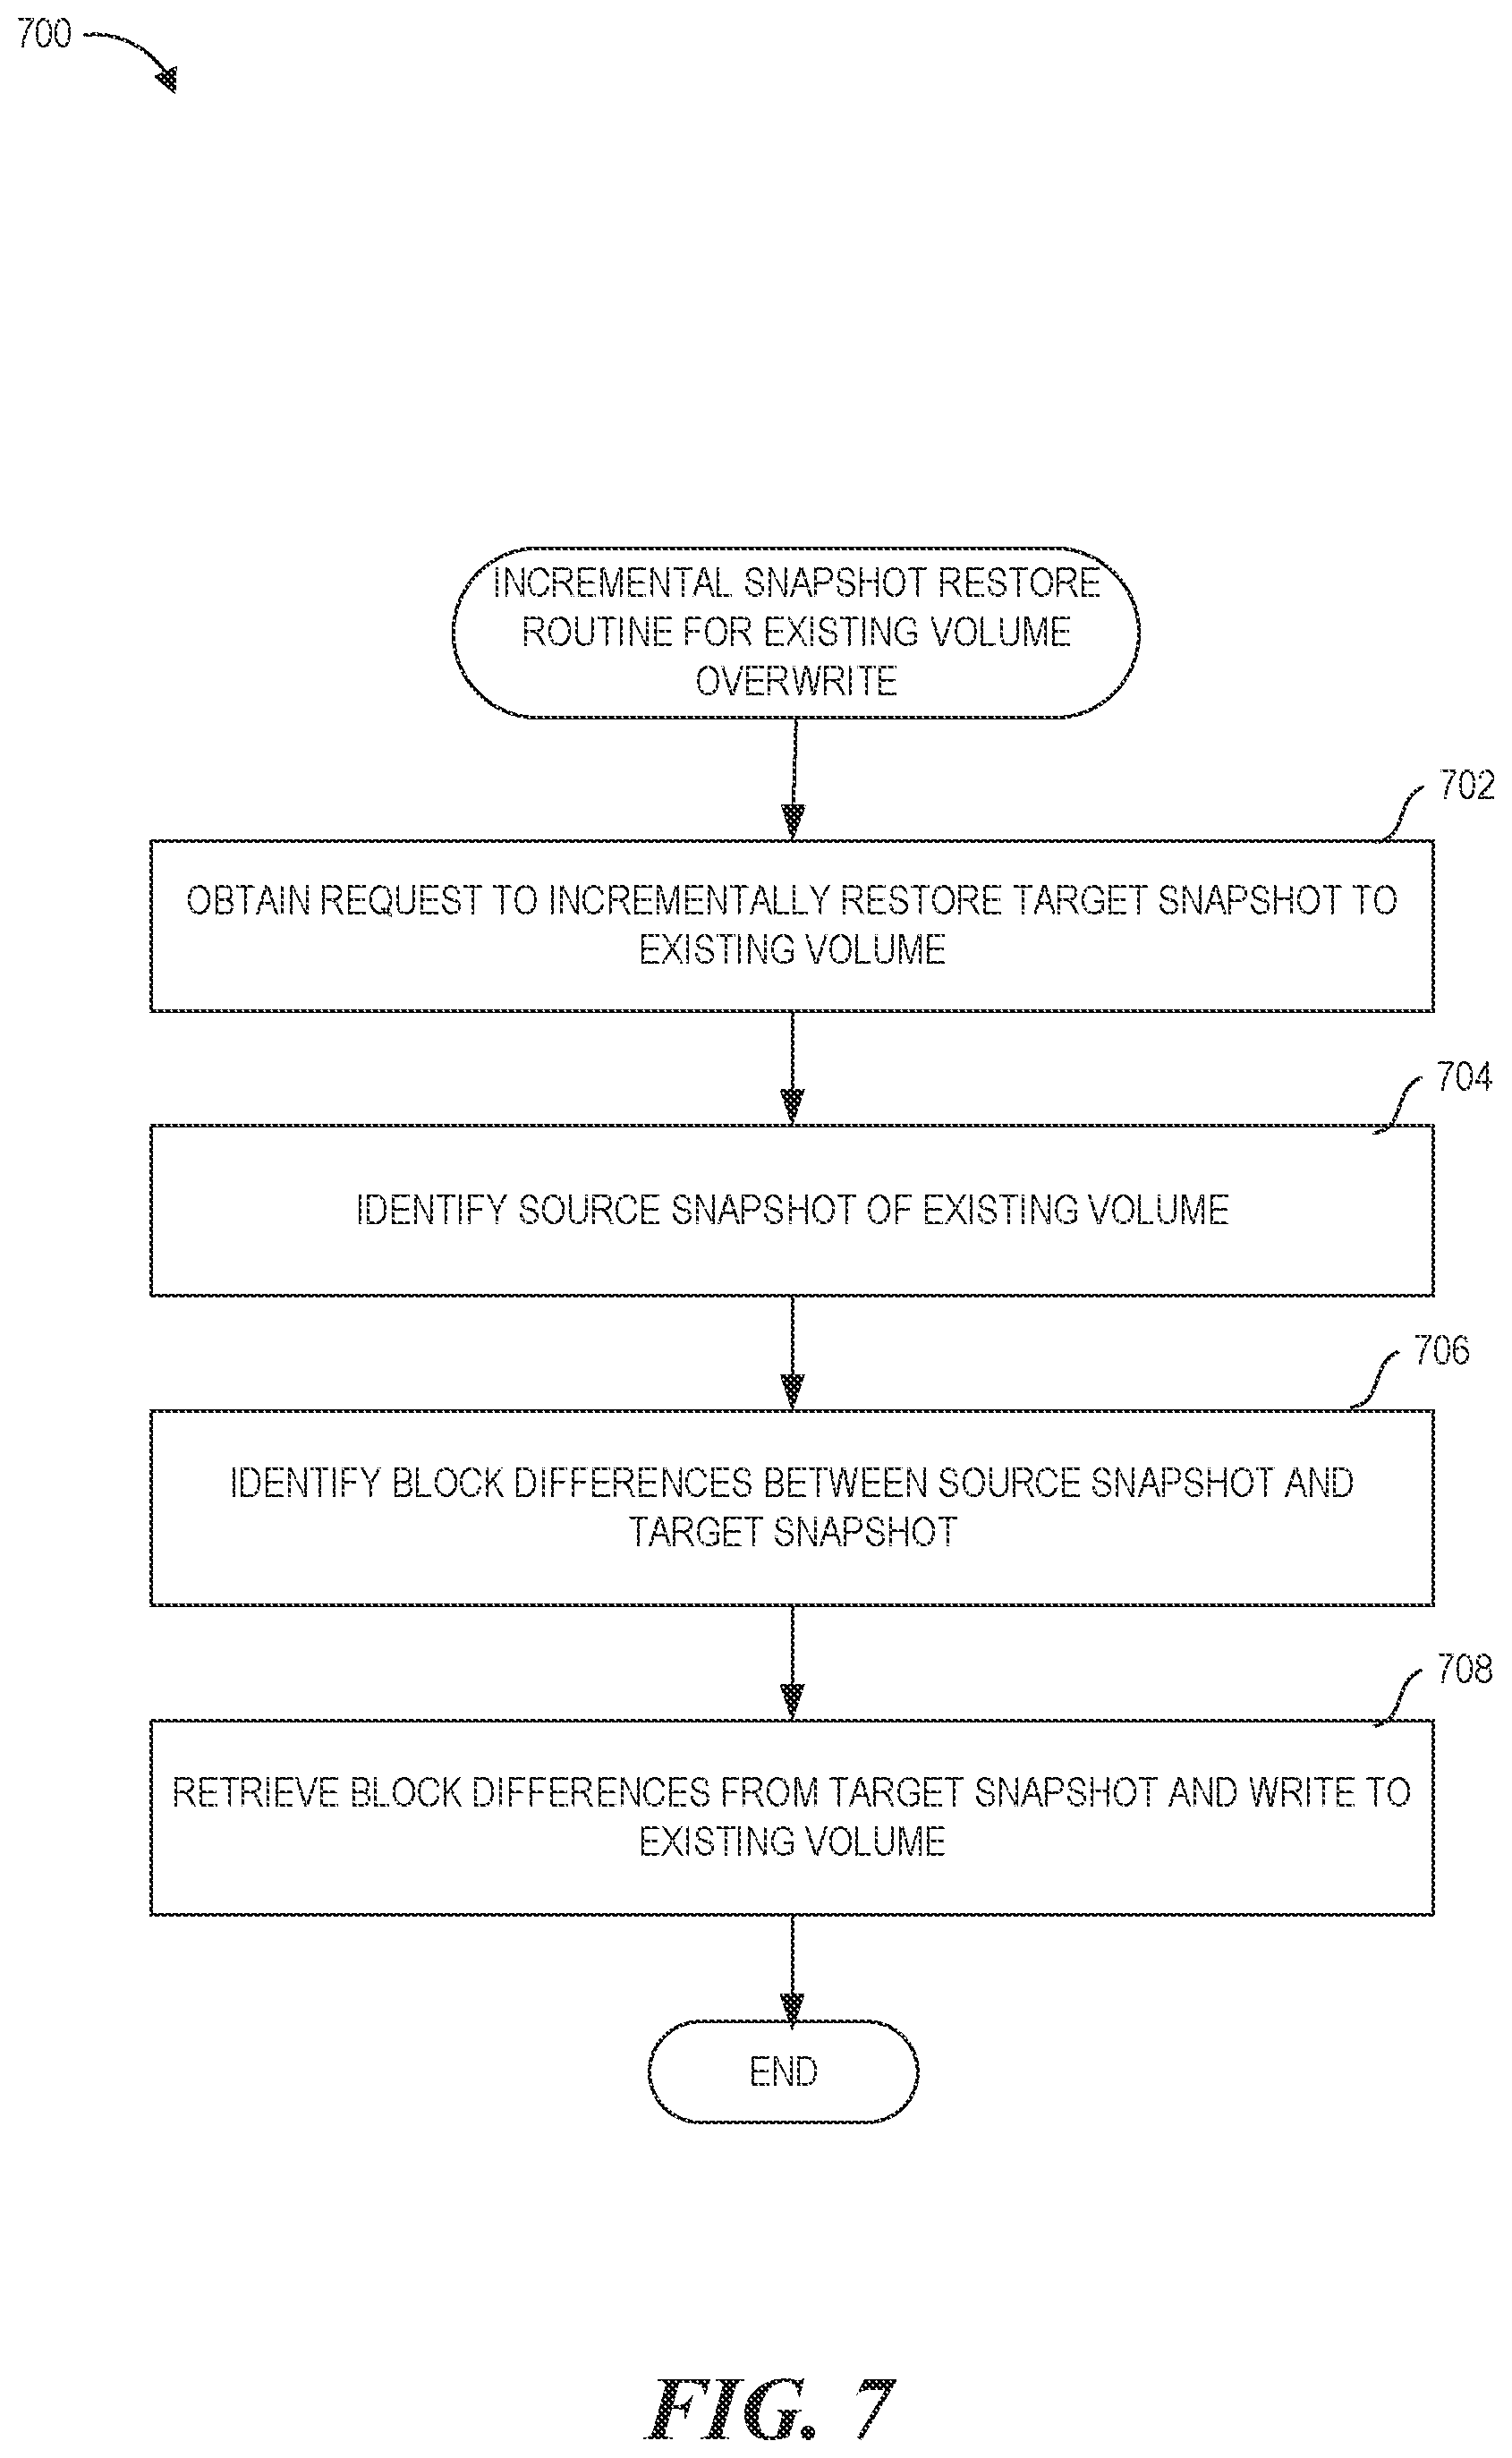 700
INCREMENTAL SNAPSHOT RESTORE
ROUTINE FOR EXISTING VOLUME
OVERWRITE
702
OBTAIN REQUEST TO INCREMENTALLY RESTORE TARGET SNAPSHOT TO
EXISTING VOLUME
704
IDENTIFY SOURCE SNAPSHOT OF EXISTING VOLUME
706
IDENTIFY BLOCK DIFFERENCES BETWEEN SOURCE SNAPSHOT AND
TARGET SNAPSHOT
708
RETRIEVE BLOCK DIFFERENCES FROM TARGET SNAPSHOT AND WRITE TO
EXISTING VOLUME
END
FIG. 7